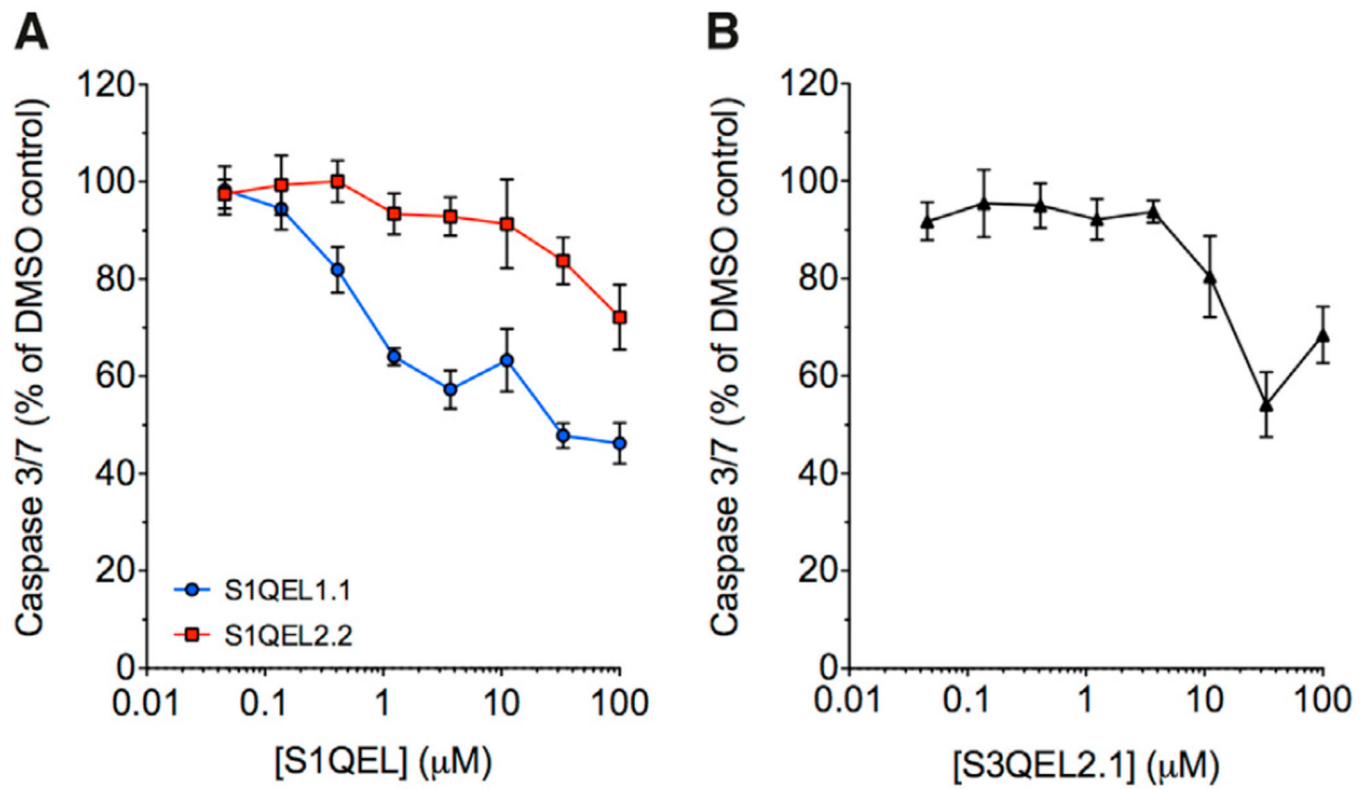 A
Caspase 3/7 (% of DMSO control)
120
100
80
60
40
20
0
S1QEL1.1
S1QEL2.2
0.01 0.1 1 10 100
[S1QEL] (μM)
B
Caspase 3/7 (% of DMSO control)
120
100
80
60
40
20
0
0.01 0.1 1 10 100
[S3QEL2.1] (μM)